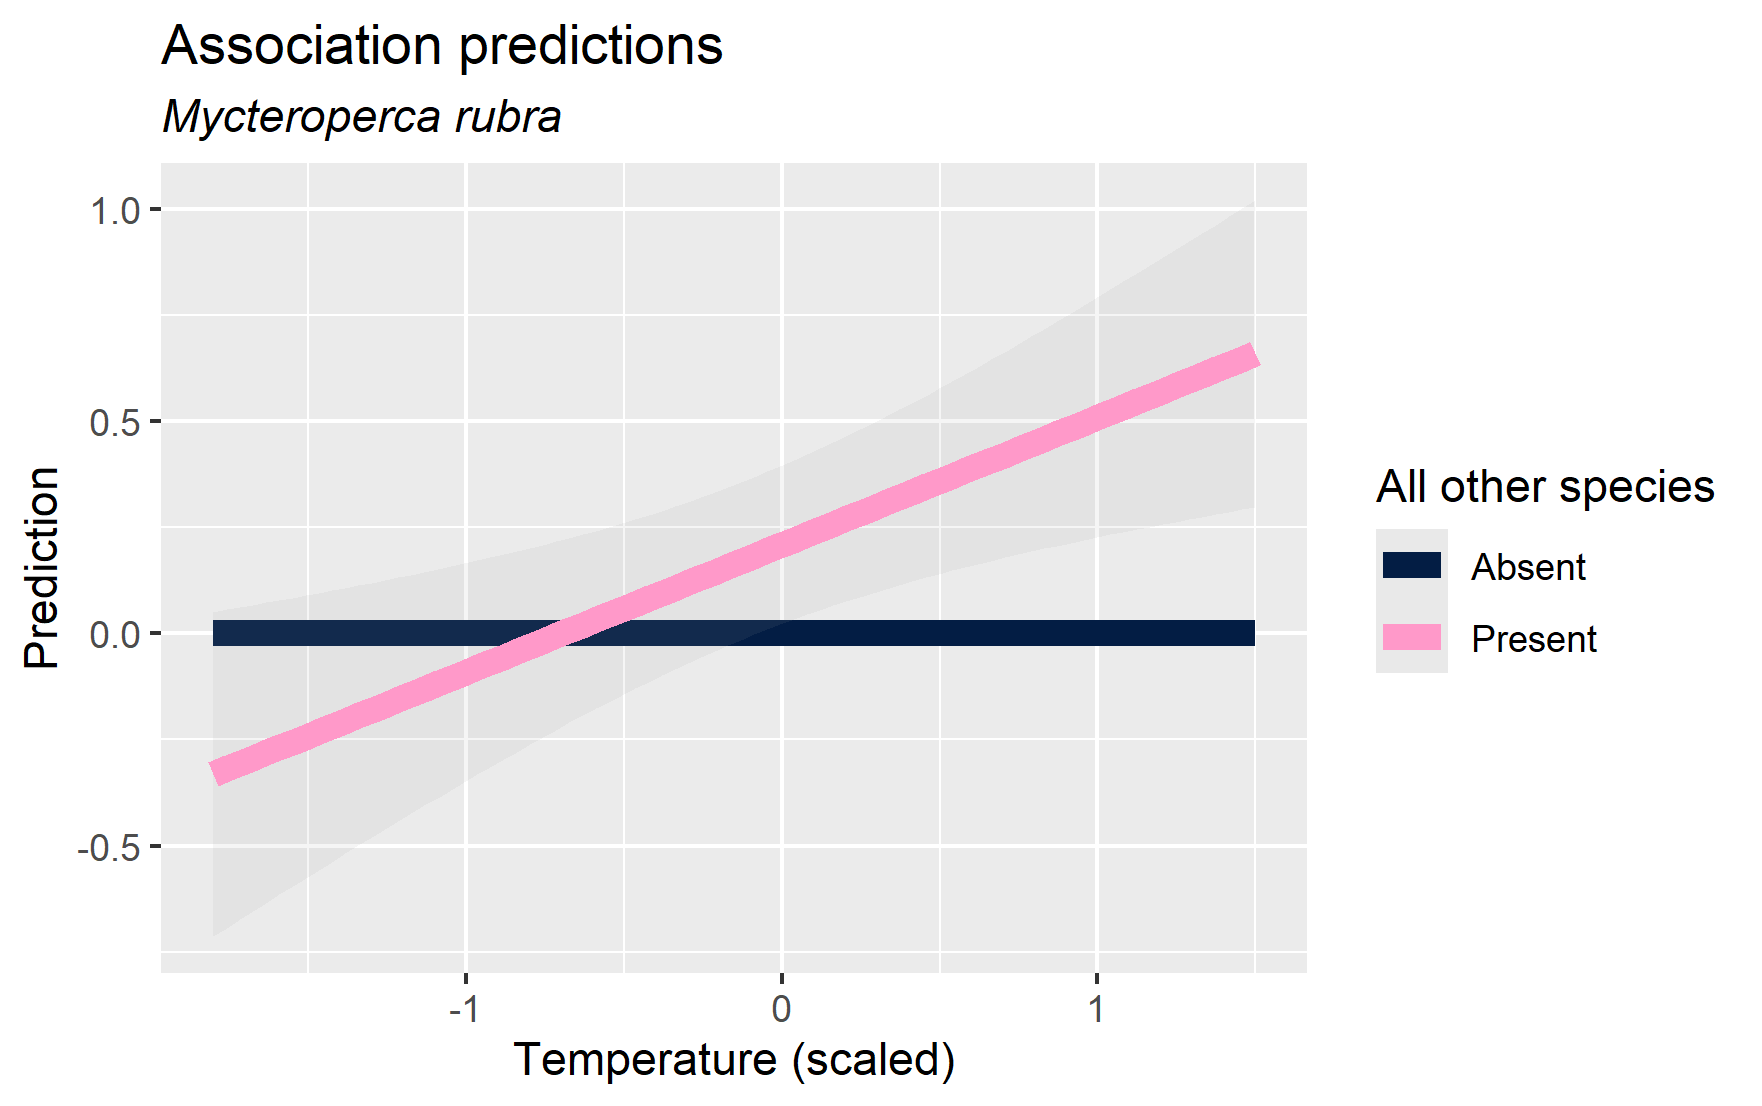 Association predictions
Mycteroperca rubra
1.0
0.5
0.0
-0.5
Prediction
-1
0
1
Temperature (scaled)
All other species
Absent
Present